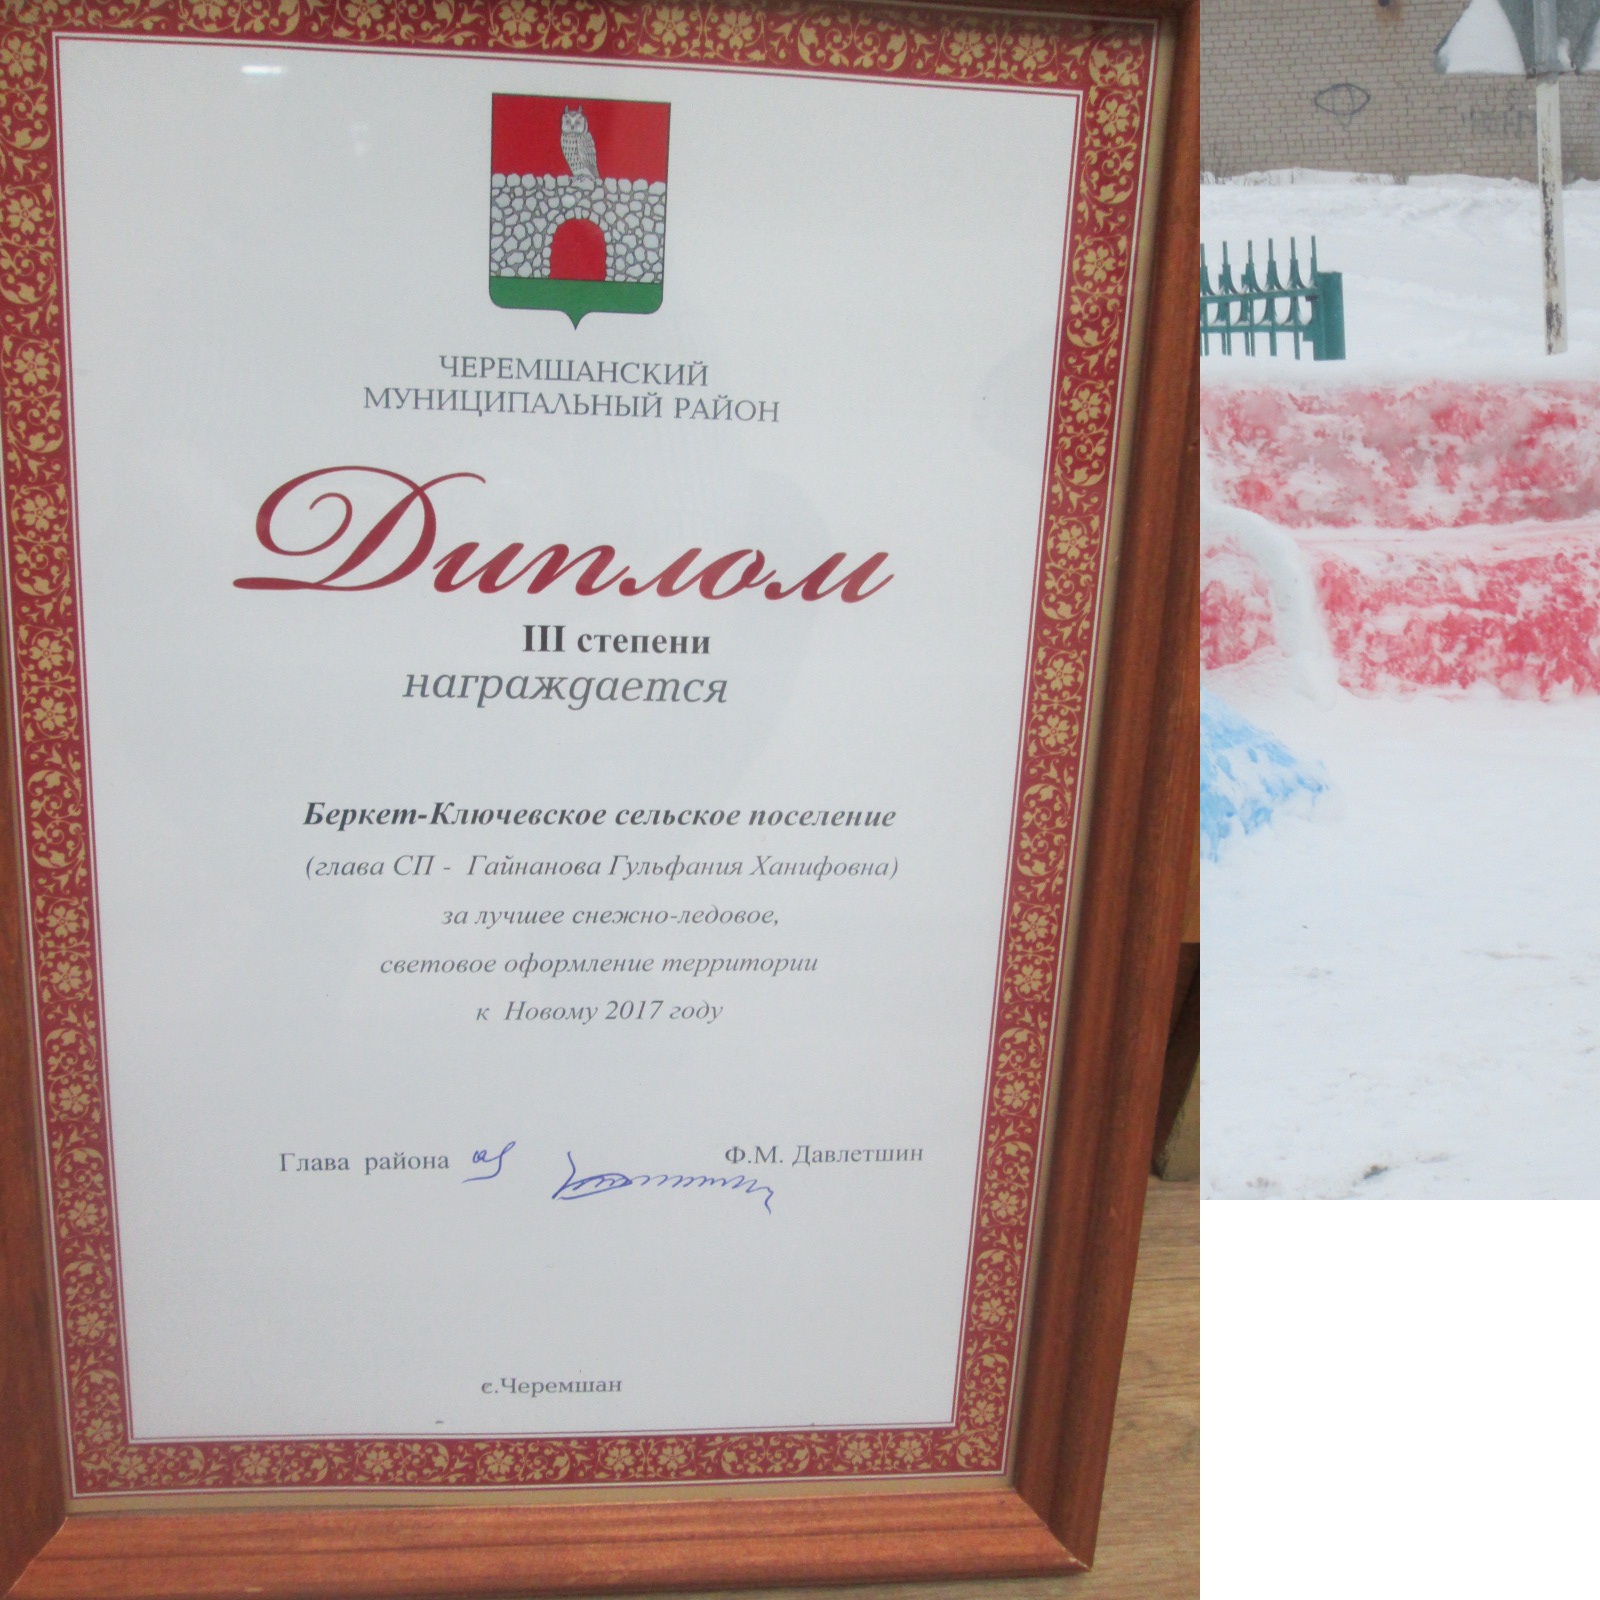 ЧЕРЕМШАНСКИЙ
МУНИЦИПАЛЬНЫЙ РАЙОН
Диплом
III степени
награждается
Беркет-Ключевское сельское поселение
(глава СП - Гайнанова Гульфания Ханифовна)
за лучшее снежно-ледовое,
световое оформление территории
к Новому 2017 году
Глава района Ф.М. Давлетшин
с.Черемшан